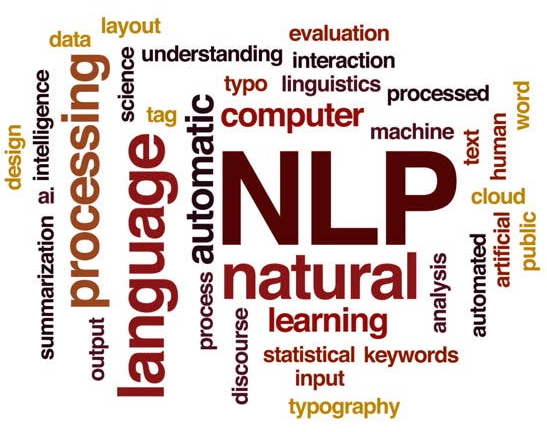 layout
data
evaluation
understanding
interaction
science
processing
typo
linguistics
processed
intelligence
tag
computer
word
automatic
machine
text
human
design
language
NLP
ai.
cloud
artificial
public
summarization
natural
analysis
automated
process
output
learning
discourse
statistical
keywords
input
typography